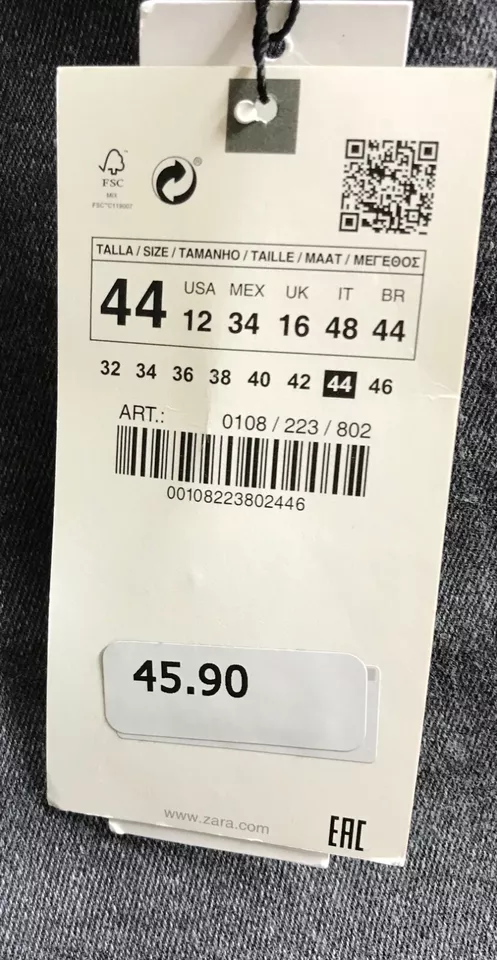 FSC
MIX
FSC™C119007
®
TALLA / SIZE / TAMANHO / TAILLE / MAAT / ΜΕΓΕΘΟΣ
44 USA MEX UK IT BR
12 34 16 48 44
32 34 36 38 40 42 44 46
ART.: 0108 / 223 / 802
00108223802446
45.90
www.zara.com
EAC